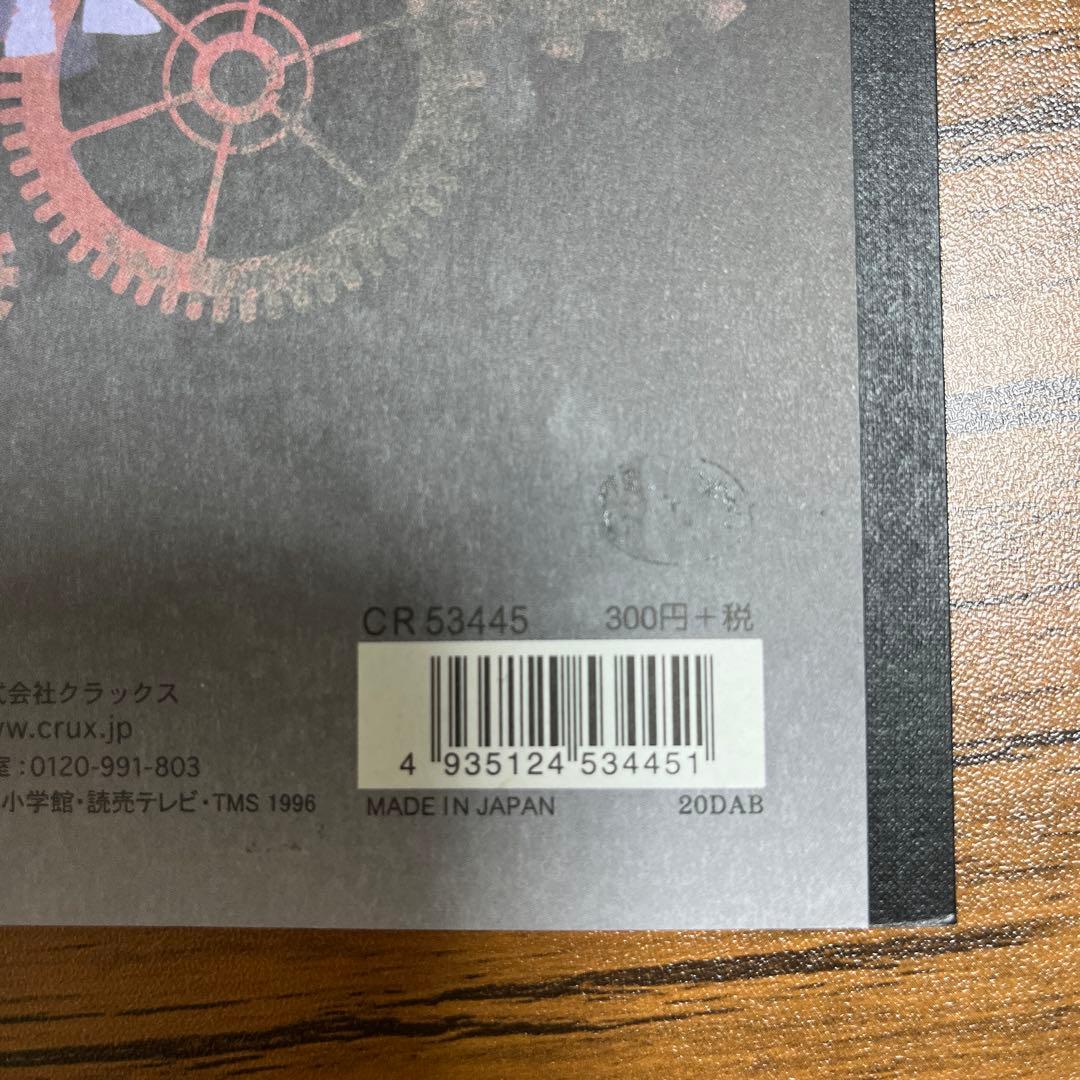 CR 53445 300円+税
式会社クラックス
ww.crux.jp
室:0120-991-803
小学館・読売テレビ・TMS 1996
4 935124 534451
MADE IN JAPAN 20DAB